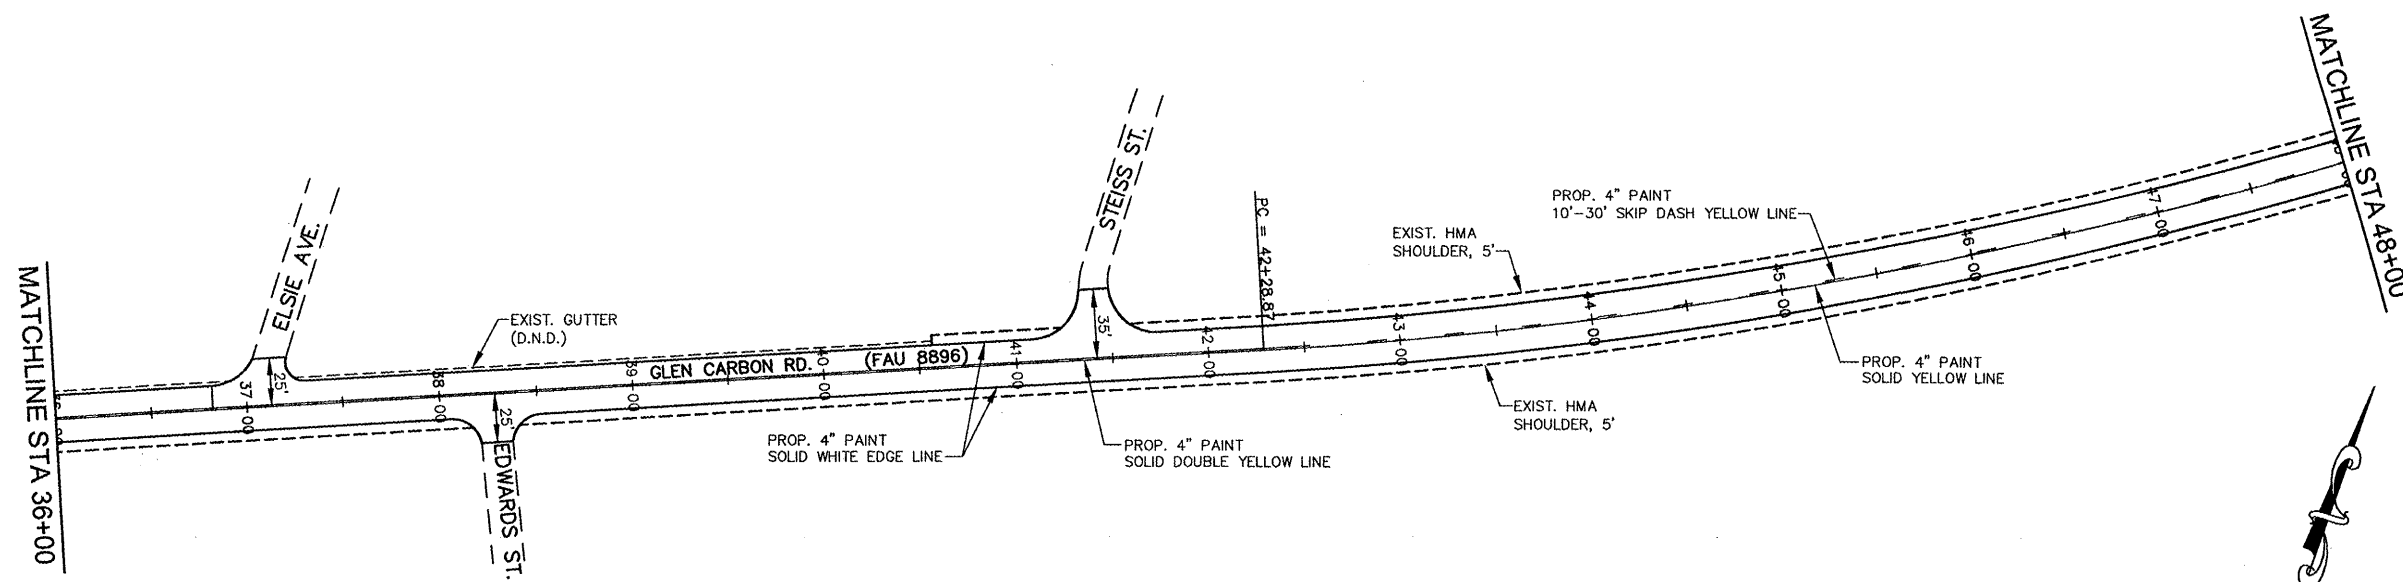 MATCHLINE STA 36+00
ELSIE AVE.
25'
37+00
EXIST. GUTTER
(D.N.D.)
38+00
25'
EDWARDS ST.
39+00
GLEN CARBON RD. (FAU 8896)
40+00
PROP. 4" PAINT
SOLID WHITE EDGE LINE
41+00
STEISS ST.
35'
PROP. 4" PAINT
SOLID DOUBLE YELLOW LINE
42+00
PC = 42+28.87
43+00
EXIST. HMA
SHOULDER, 5'
EXIST. HMA
SHOULDER, 5'
44+00
PROP. 4" PAINT
10'-30' SKIP DASH YELLOW LINE
45+00
PROP. 4" PAINT
SOLID YELLOW LINE
46+00
47+00
MATCHLINE STA 48+00